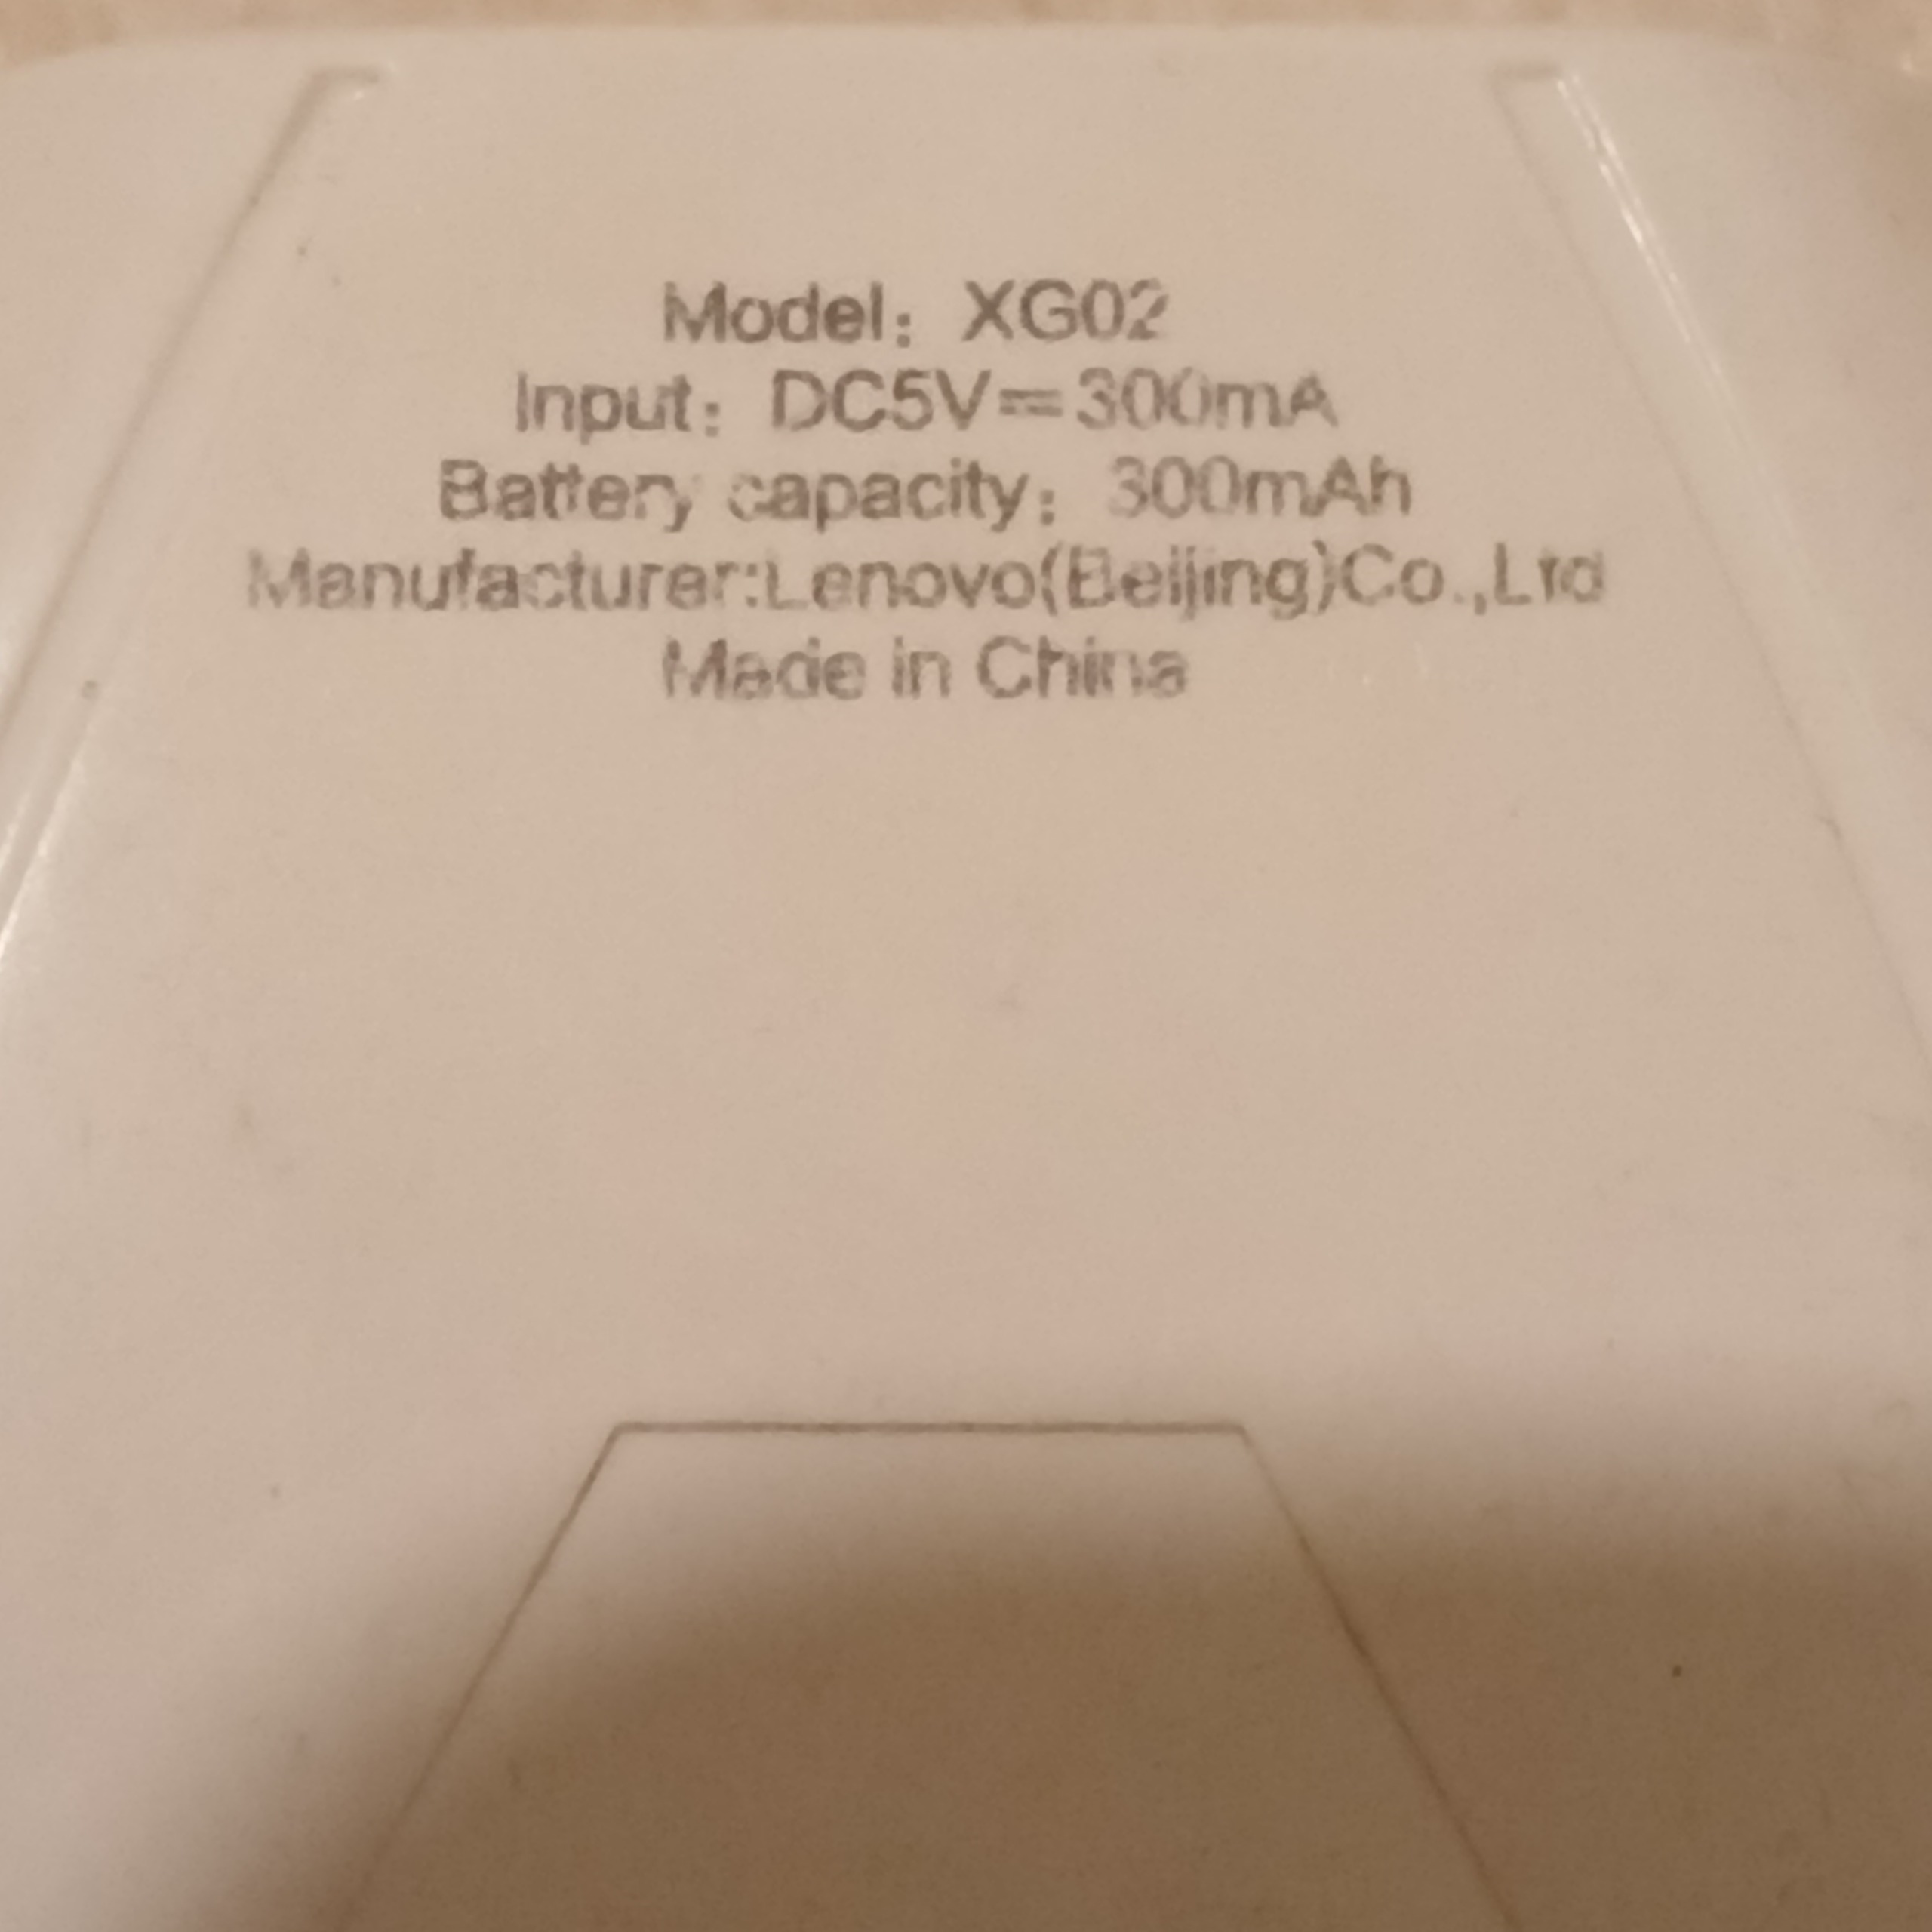 Model： XG02
Input： DC5V⎓300mA
Battery capacity： 300mAh
Manufacturer:Lenovo(Beijing)Co.,Ltd
Made in China